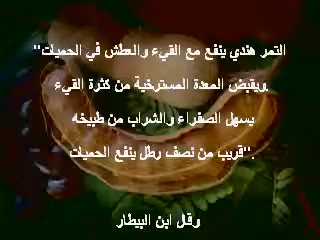 "التمر هندي ينفع مع القيء والعطش في الحميات
ويقبض المعدة المسترخية من كثرة القيء.
يسهل الصفراء والشراب من طبيخه
قريب من نصف رطل ينفع الحميات".
وقال ابن البيطار